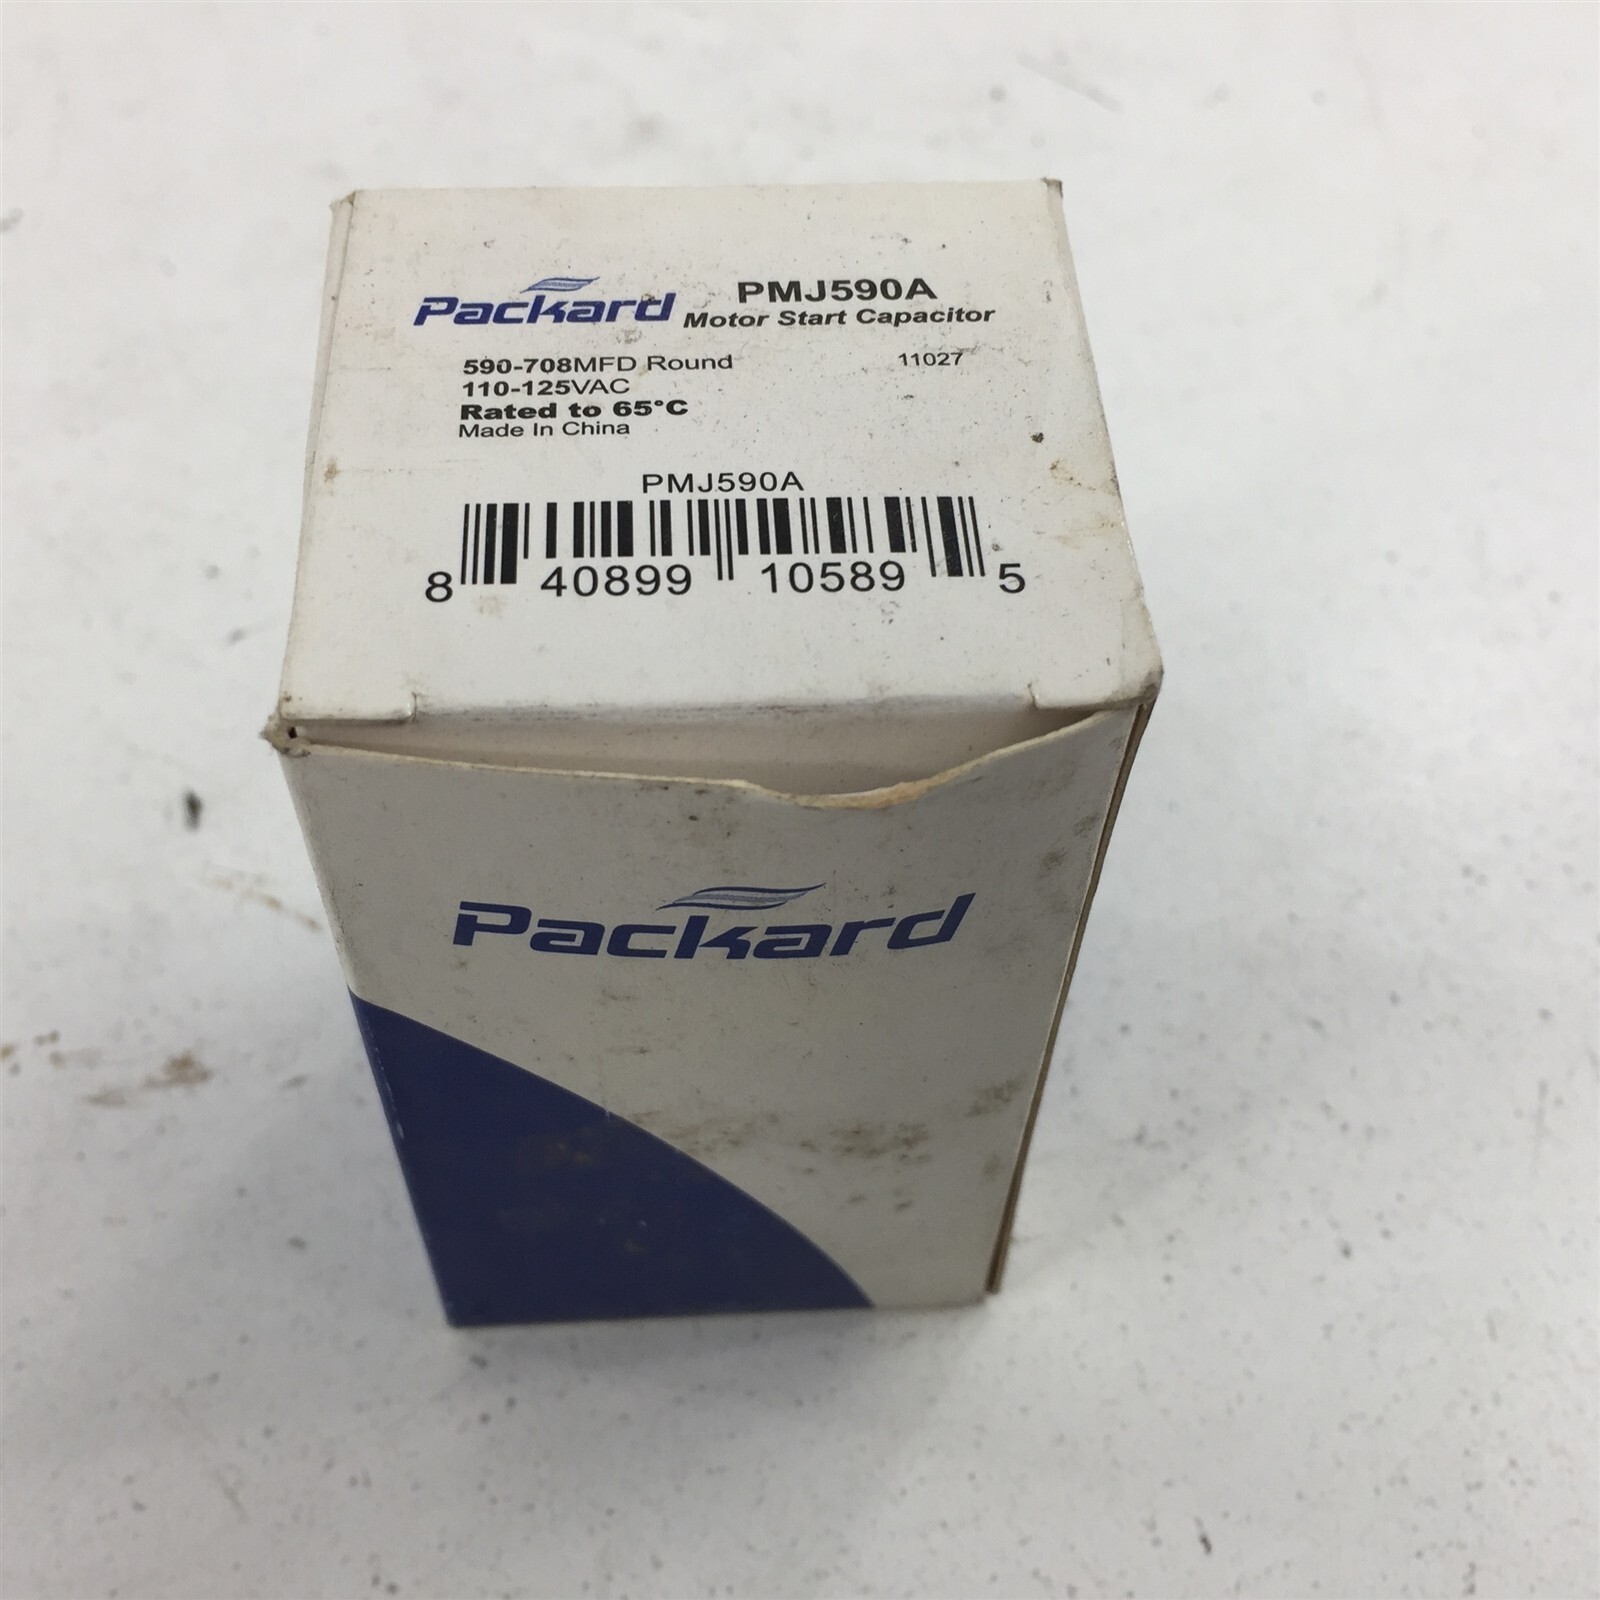 Packard PMJ590A
Motor Start Capacitor
590-708MFD Round 11027
110-125VAC
Rated to 65°C
Made In China
PMJ590A
8 40899 10589 5
Packard